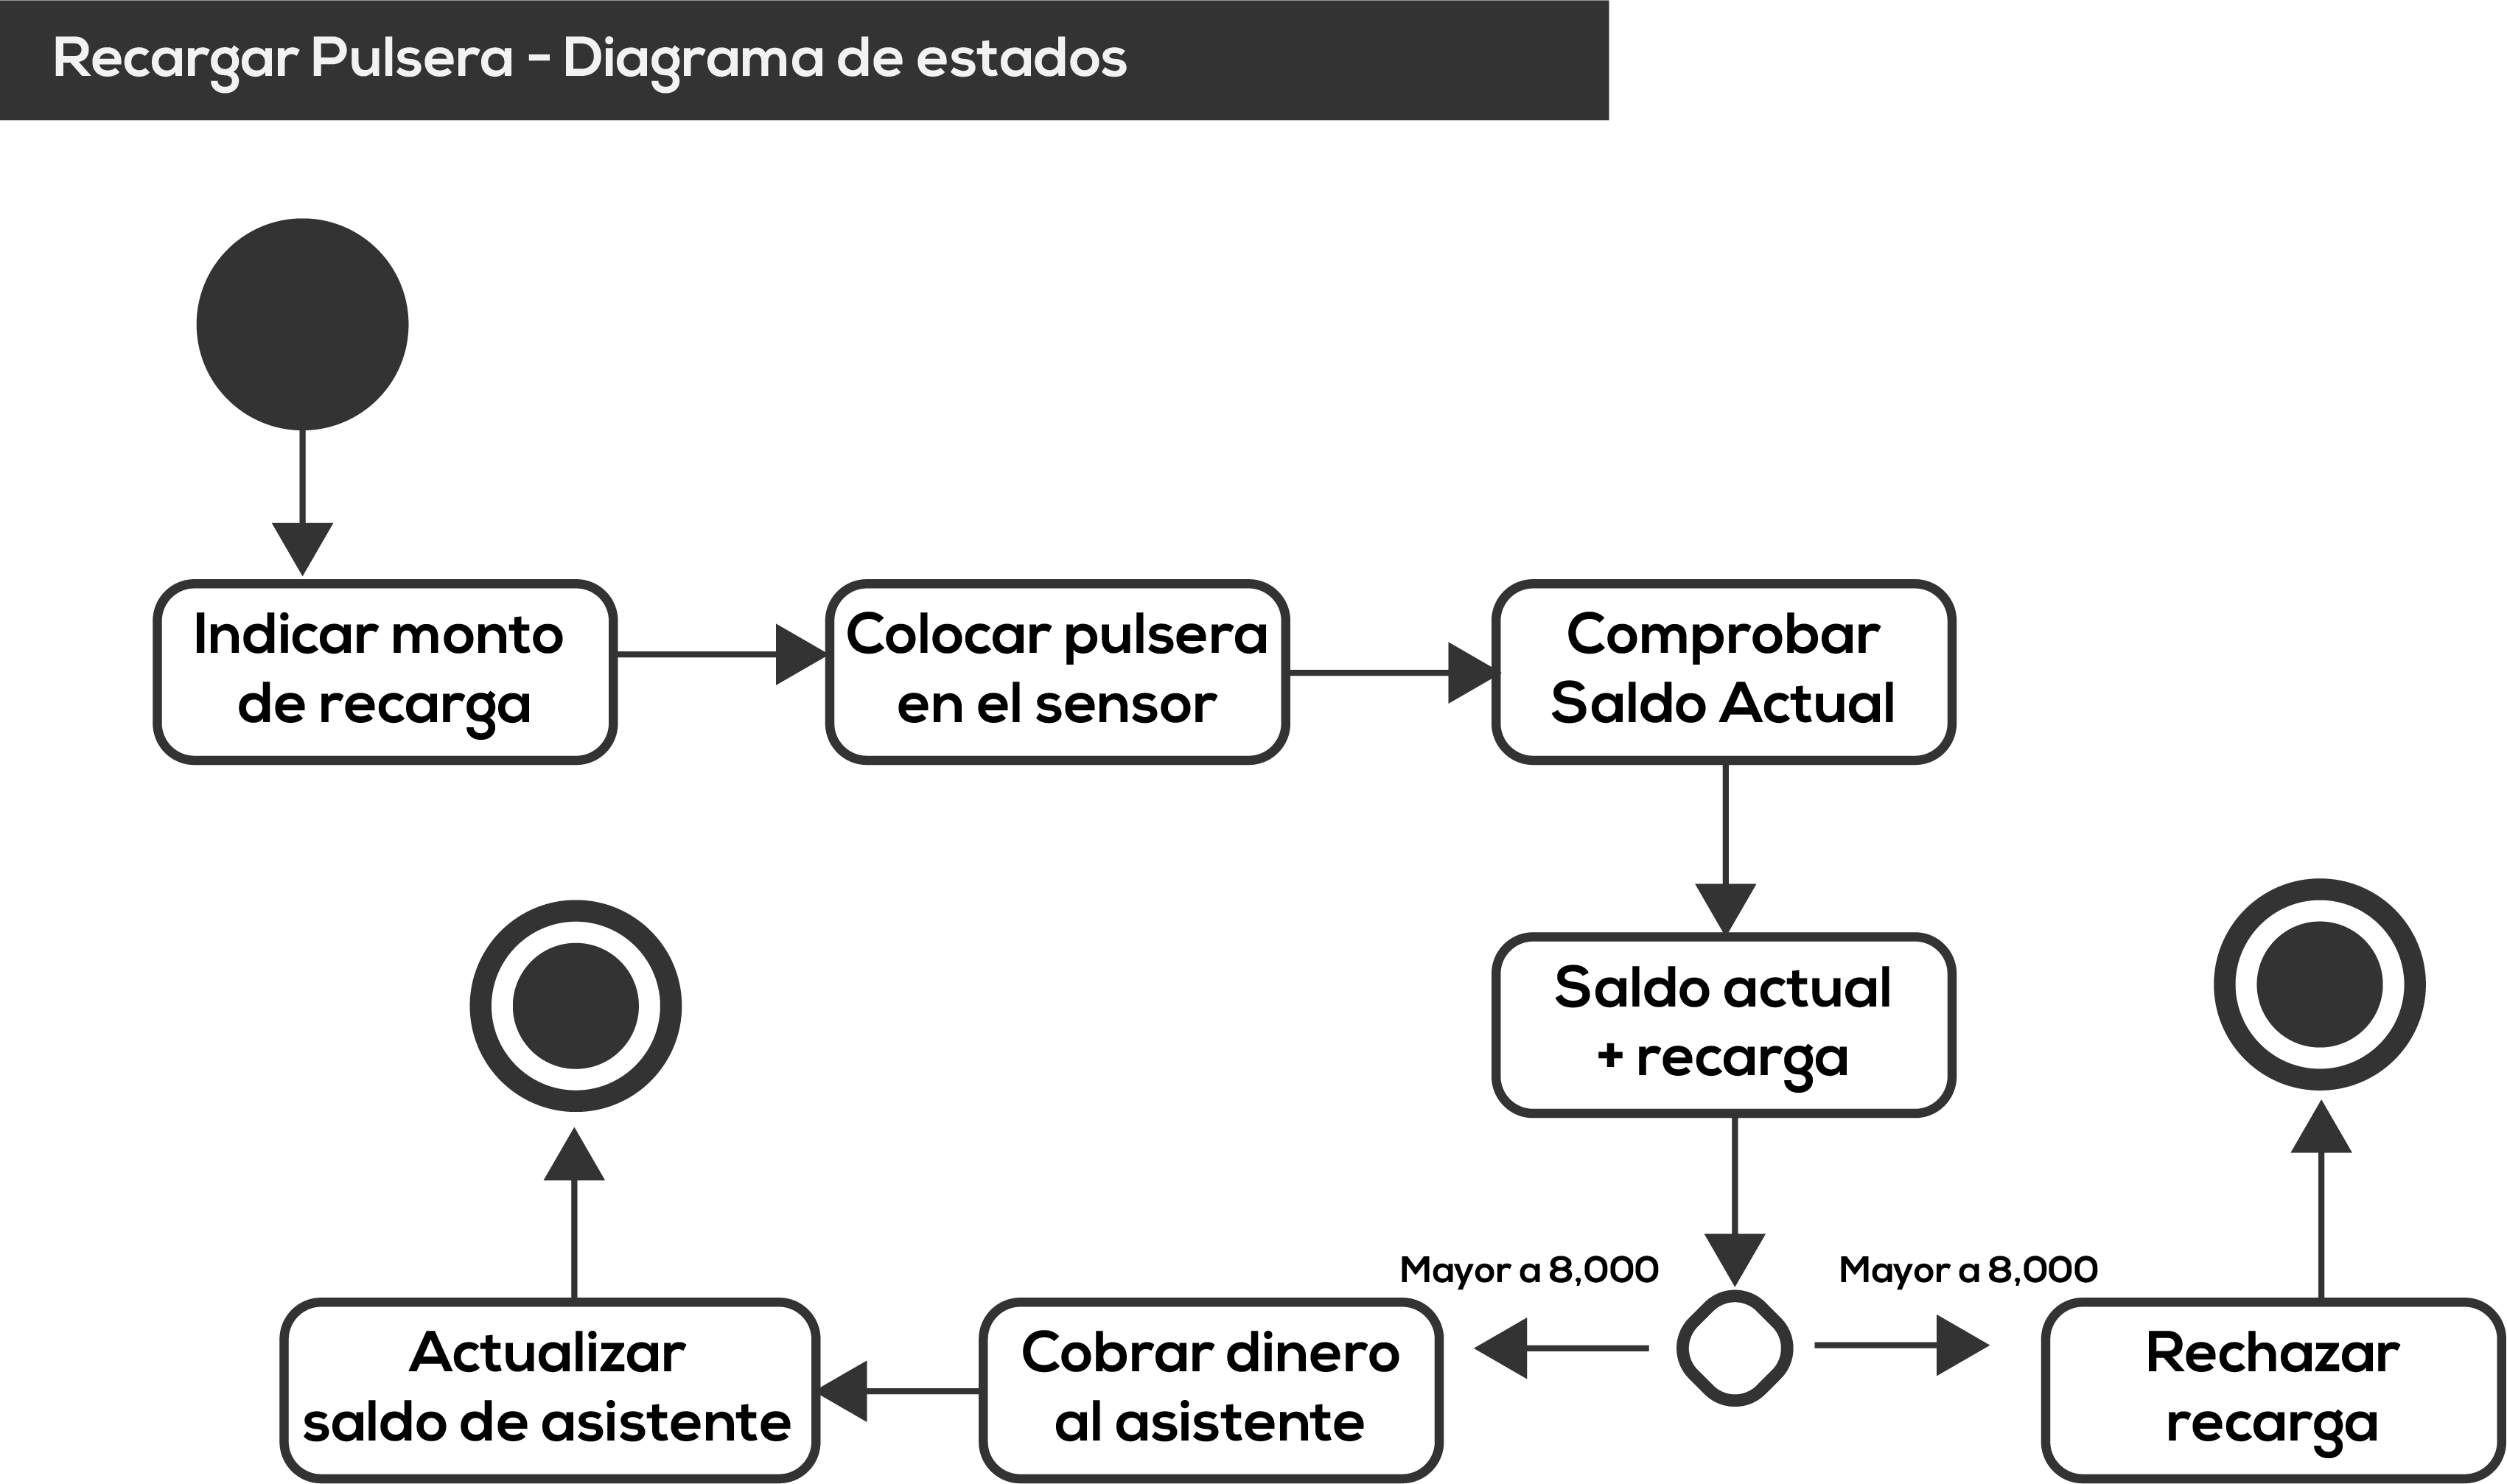 Recargar Pulsera - Diagrama de estados
Indicar monto
de recarga
Colocar pulsera
en el sensor
Comprobar
Saldo Actual
Saldo actual
+ recarga
Mayor a 8,000
Mayor a 8,000
Actualizar
saldo de asistente
Cobrar dinero
al asistente
Rechazar
recarga